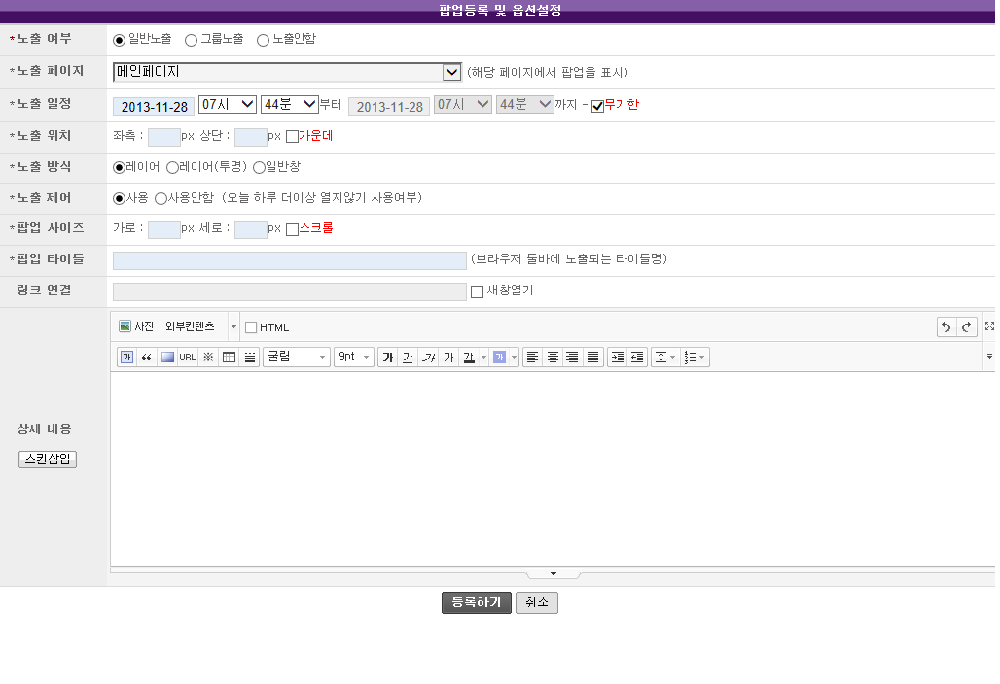 팝업등록 및 옵션설정
*노출 여부 일반노출 그룹노출 노출안함
*노출 페이지 메인페이지 (해당 페이지에서 팝업을 표시)
*노출 일정 2013-11-28 07시 44분 부터 2013-11-28 07시 44분 까지 - 무기한
*노출 위치 좌측 : px 상단 : px 가운데
*노출 방식 레이어 레이어(투명) 일반창
*노출 제어 사용 사용안함 (오늘 하루 더이상 열지않기 사용여부)
*팝업 사이즈 가로 : px 세로 : px 스크롤
*팝업 타이틀 (브라우저 툴바에 노출되는 타이틀명)
링크 연결 새창열기
사진 외부컨텐츠 HTML
가 “ URL ※ 굴림 9pt 가 가 가 가 가 가
상세 내용
스킨삽입
등록하기 취소